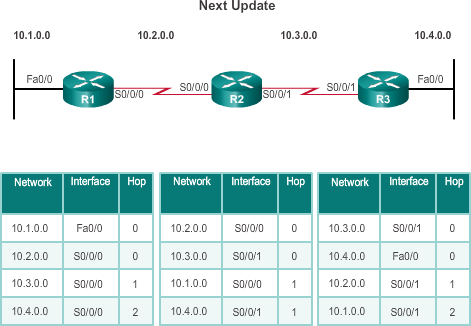 Next Update
10.1.0.0 10.2.0.0 10.3.0.0 10.4.0.0
Fa0/0 R1 S0/0/0 S0/0/0 R2 S0/0/1 S0/0/1 R3 Fa0/0
Network Interface Hop
10.1.0.0 Fa0/0 0
10.2.0.0 S0/0/0 0
10.3.0.0 S0/0/0 1
10.4.0.0 S0/0/0 2
Network Interface Hop
10.2.0.0 S0/0/0 0
10.3.0.0 S0/0/1 0
10.1.0.0 S0/0/0 1
10.4.0.0 S0/0/1 1
Network Interface Hop
10.3.0.0 S0/0/1 0
10.4.0.0 Fa0/0 0
10.2.0.0 S0/0/1 1
10.1.0.0 S0/0/1 2